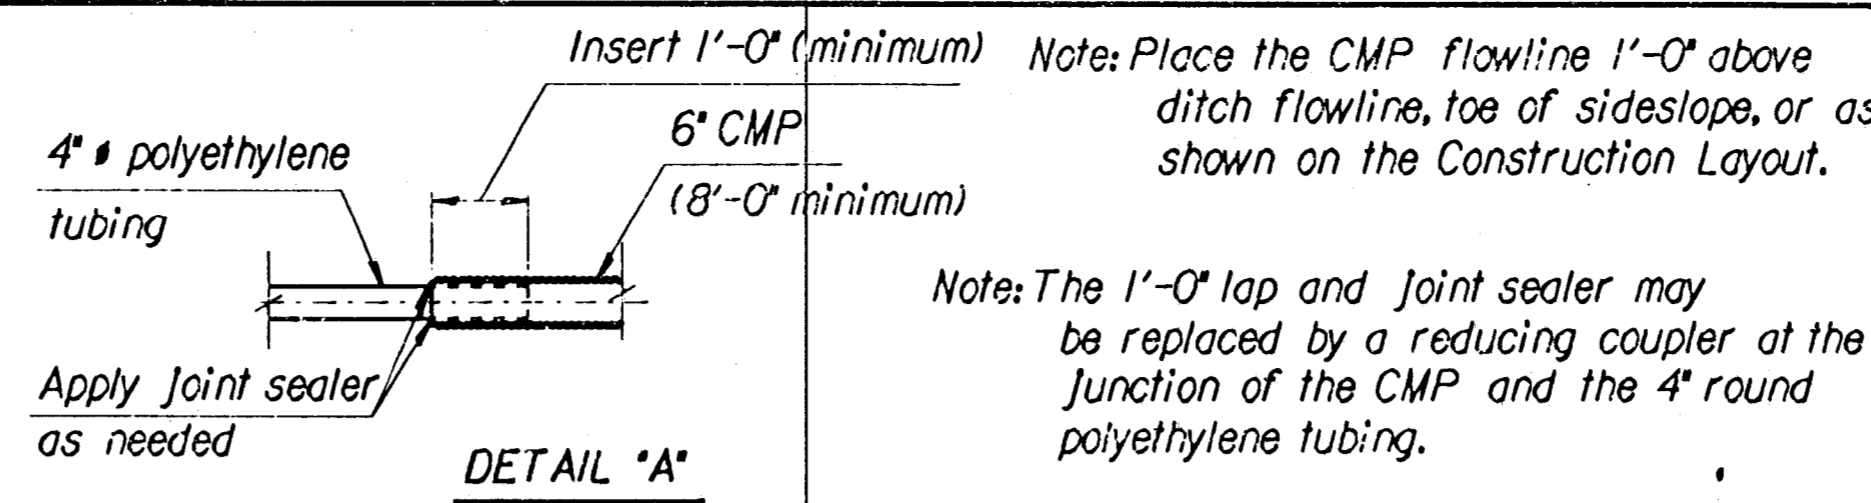 Insert 1'-0" (minimum)
6" CMP
(8'-0" minimum)
4" ø polyethylene
tubing
Apply joint sealer
as needed
DETAIL "A"
Note: Place the CMP flowline 1'-0" above
ditch flowline, toe of sideslope, or as
shown on the Construction Layout.
Note: The 1'-0" lap and joint sealer may
be replaced by a reducing coupler at the
junction of the CMP and the 4" round
polyethylene tubing.